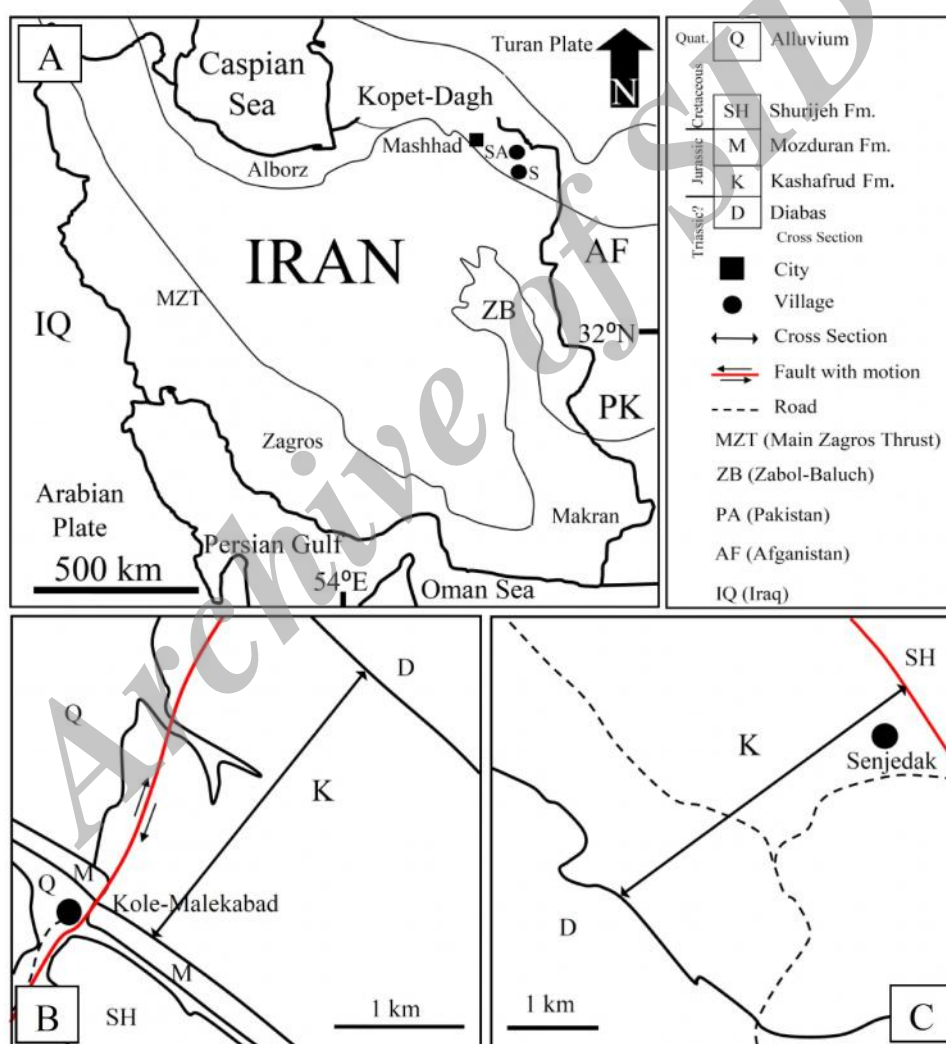 A
Caspian
Sea
Turan Plate
N
Kopet-Dagh
Mashhad
SA
S
Alborz
IRAN
AF
MZT
ZB
IQ
32°N
PK
Zagros
Arabian
Plate
Makran
Persian Gulf
500 km
54°E
Oman Sea
Quat.
Q
Alluvium
Cretaceous
SH
Shurijeh Fm.
Jurassic
M
Mozduran Fm.
K
Kashafrud Fm.
Triassic?
D
Diabas
Cross Section
City
Village
Cross Section
Fault with motion
Road
MZT (Main Zagros Thrust)
ZB (Zabol-Baluch)
PA (Pakistan)
AF (Afganistan)
IQ (Iraq)
Q
D
K
M
Q
Kole-Malekabad
M
B
SH
1 km
SH
K
Senjedak
D
1 km
C
Archive of SID